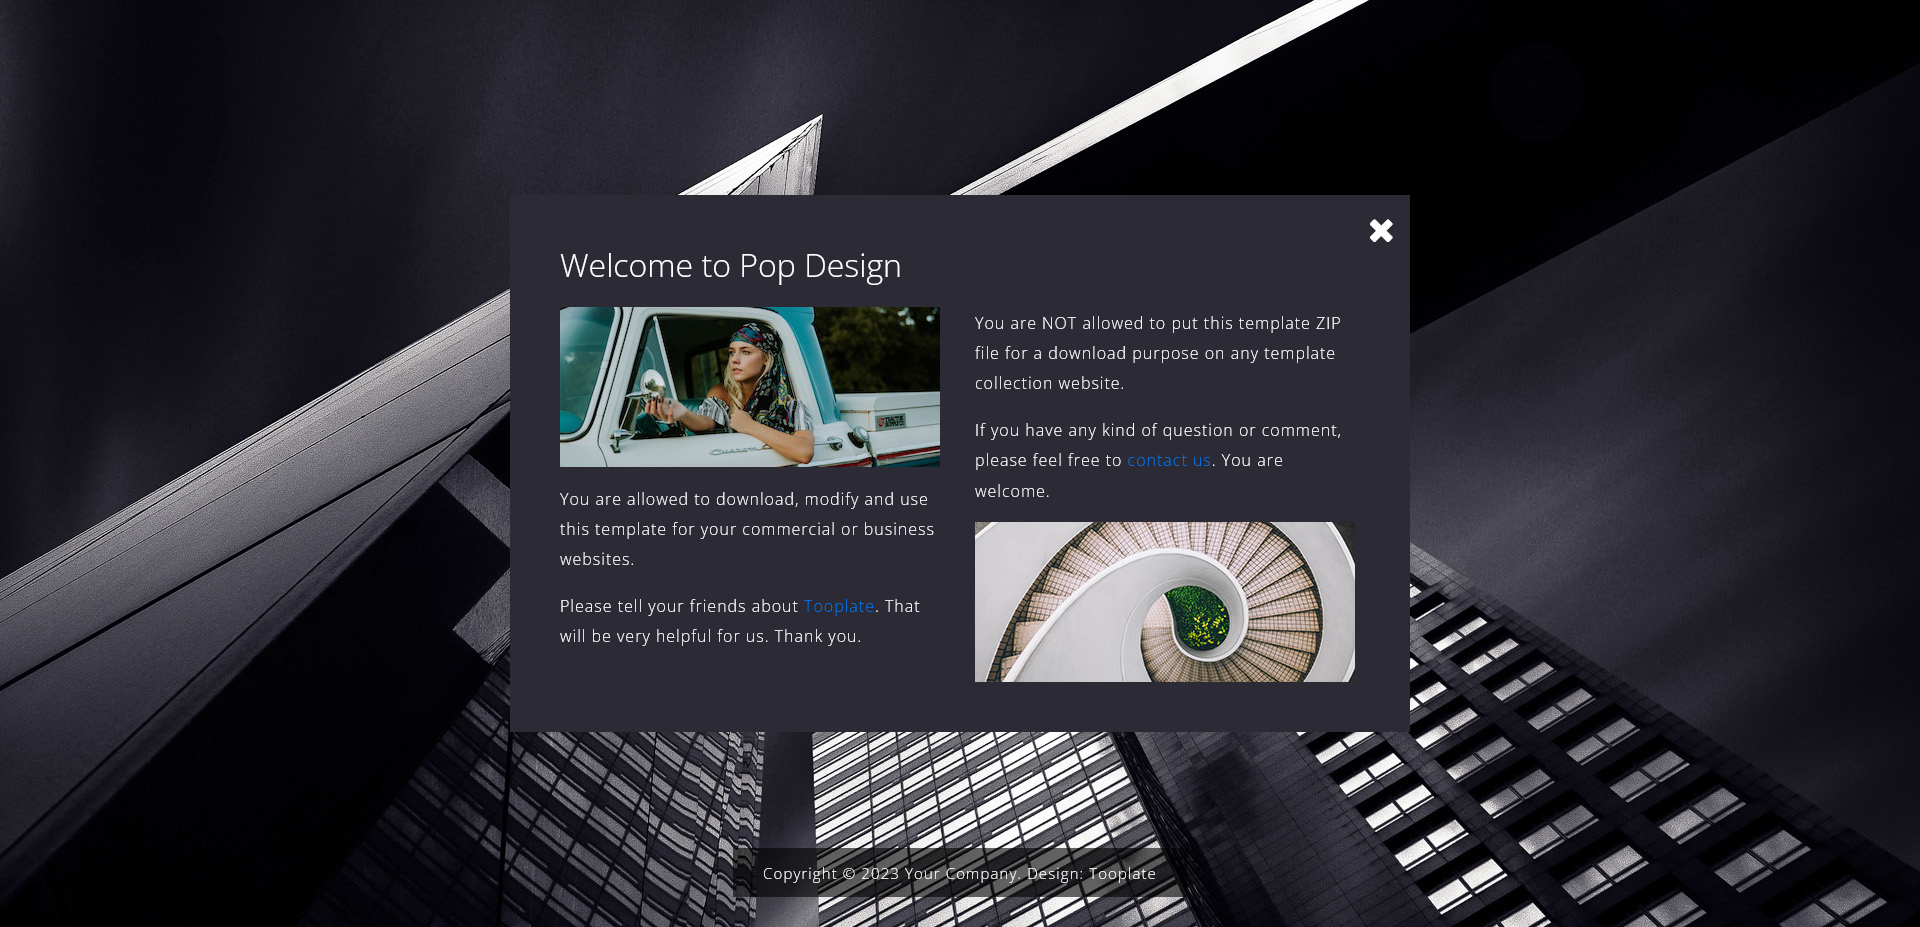 Welcome to Pop Design
You are allowed to download, modify and use
this template for your commercial or business
websites.
Please tell your friends about Tooplate. That
will be very helpful for us. Thank you.
You are NOT allowed to put this template ZIP
file for a download purpose on any template
collection website.
If you have any kind of question or comment,
please feel free to contact us. You are
welcome.
Copyright © 2023 Your Company. Design: Tooplate